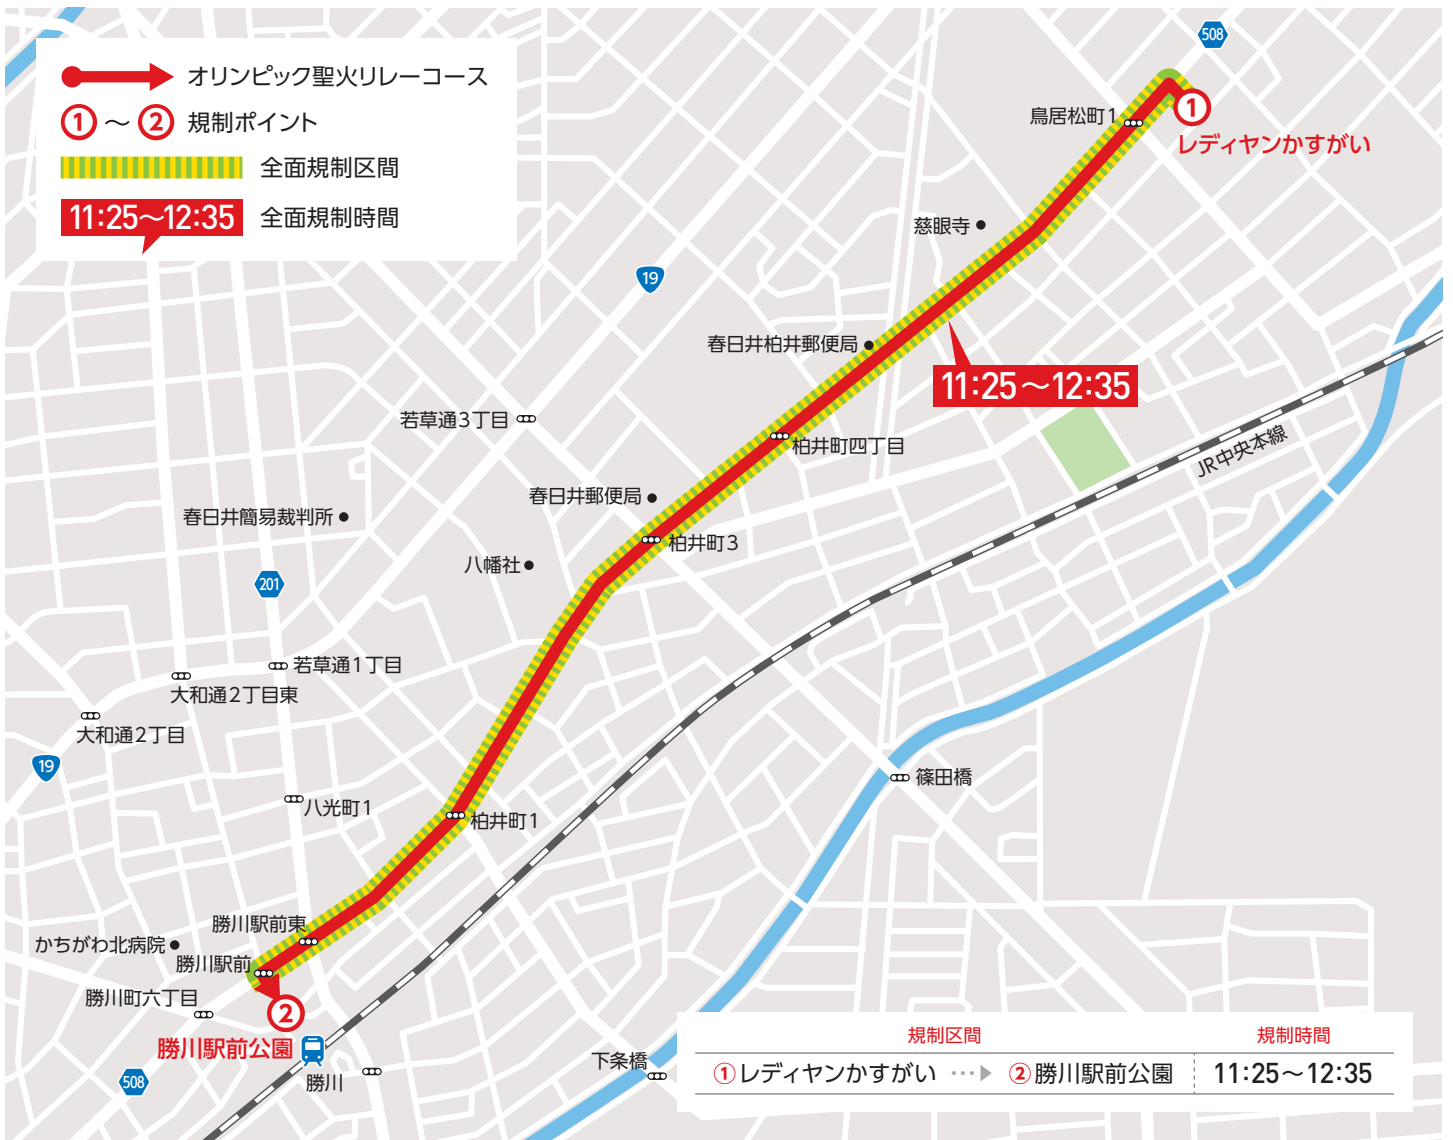 オリンピック聖火リレーコース
① ～ ② 規制ポイント
全面規制区間
11:25～12:35 全面規制時間
508
鳥居松町1
①
レディヤンかすがい
慈眼寺
19
春日井柏井郵便局
11:25～12:35
若草通3丁目
柏井町四丁目
JR中央本線
春日井郵便局
春日井簡易裁判所
柏井町3
八幡社
201
若草通1丁目
大和通2丁目東
大和通2丁目
19
篠田橋
八光町1
柏井町1
勝川駅前東
かちがわ北病院
勝川駅前
勝川町六丁目
②
勝川駅前公園
下条橋
508
勝川
規制区間 規制時間
①レディヤンかすがい ②勝川駅前公園 11:25～12:35